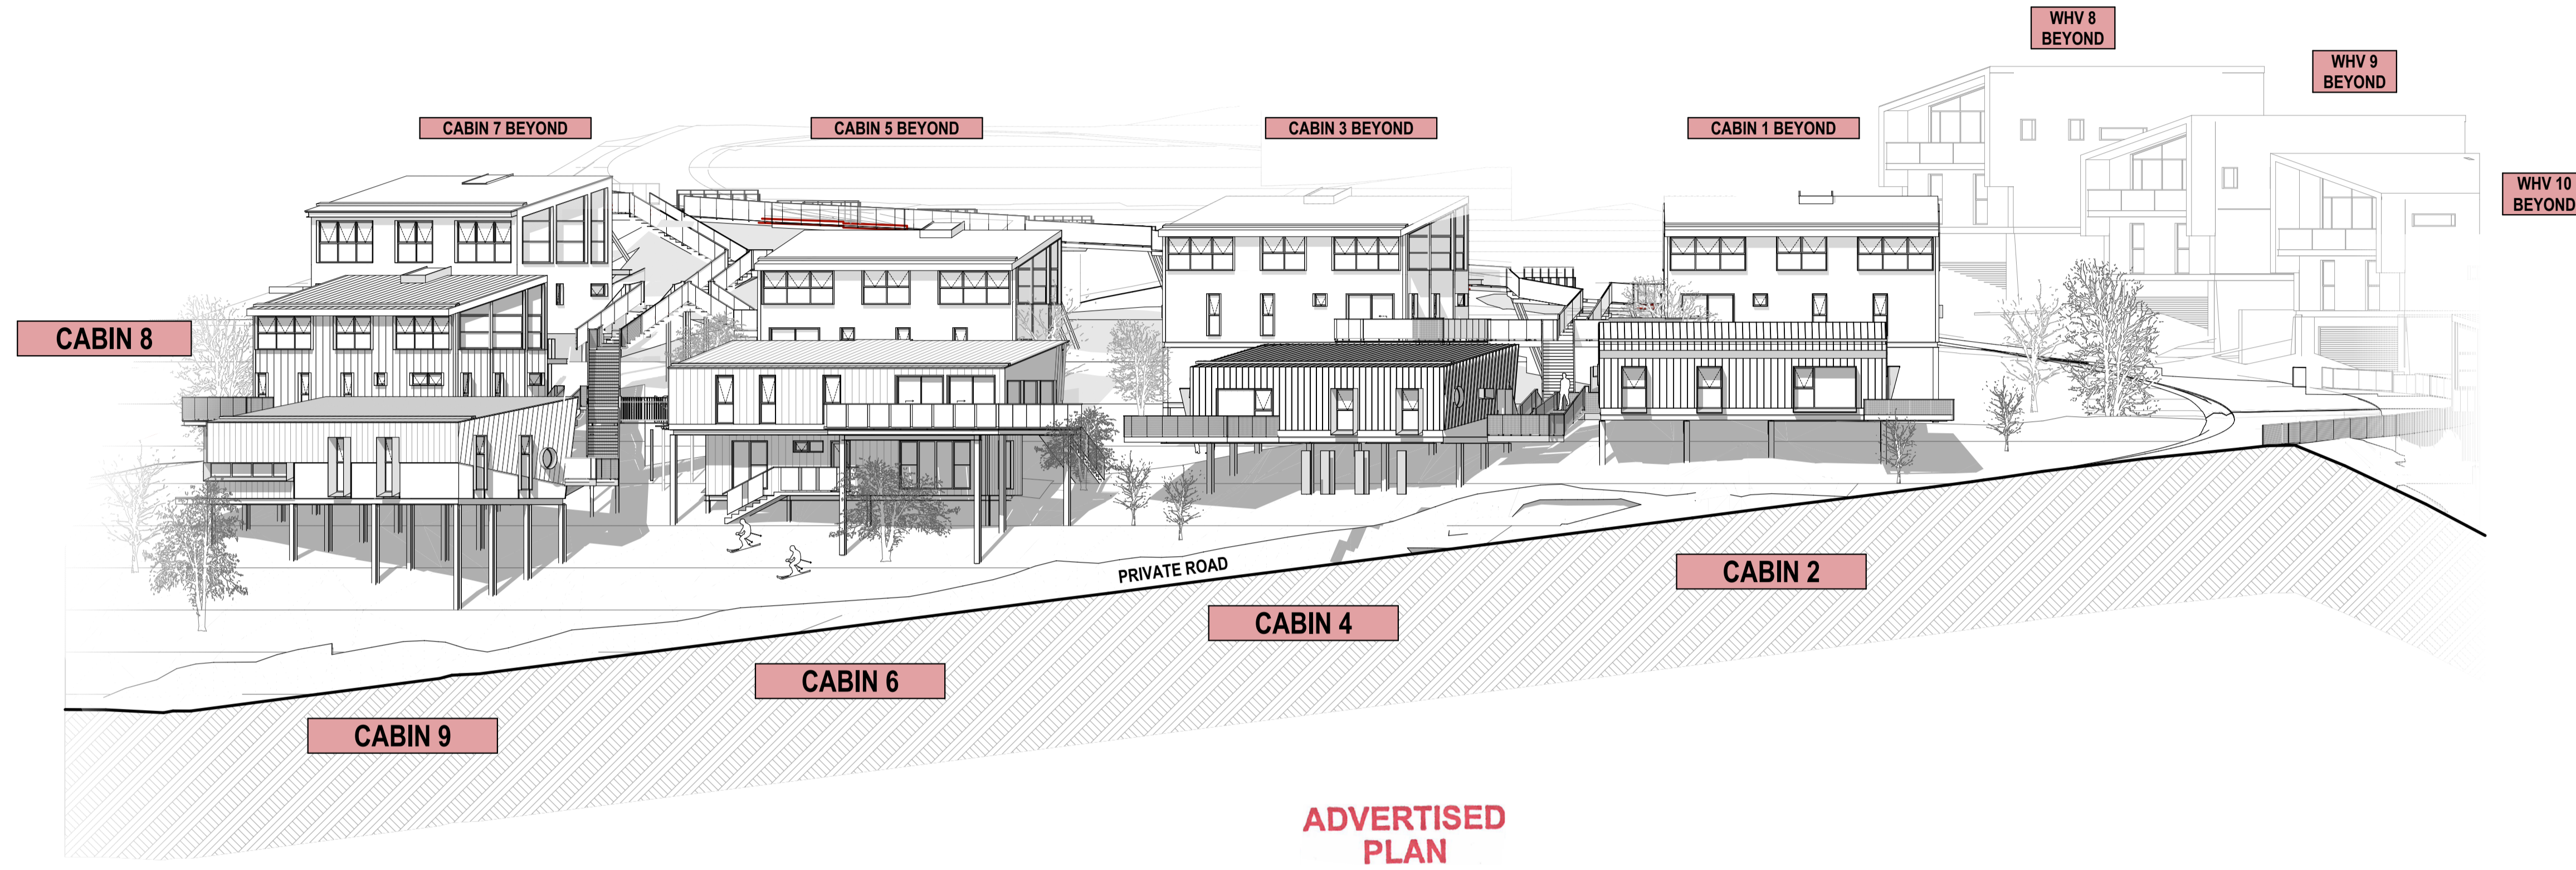 WHV 8
BEYOND
WHV 9
BEYOND
CABIN 7 BEYOND
CABIN 5 BEYOND
CABIN 3 BEYOND
CABIN 1 BEYOND
WHV 10
BEYOND
CABIN 8
PRIVATE ROAD
CABIN 2
CABIN 4
CABIN 6
CABIN 9
ADVERTISED
PLAN